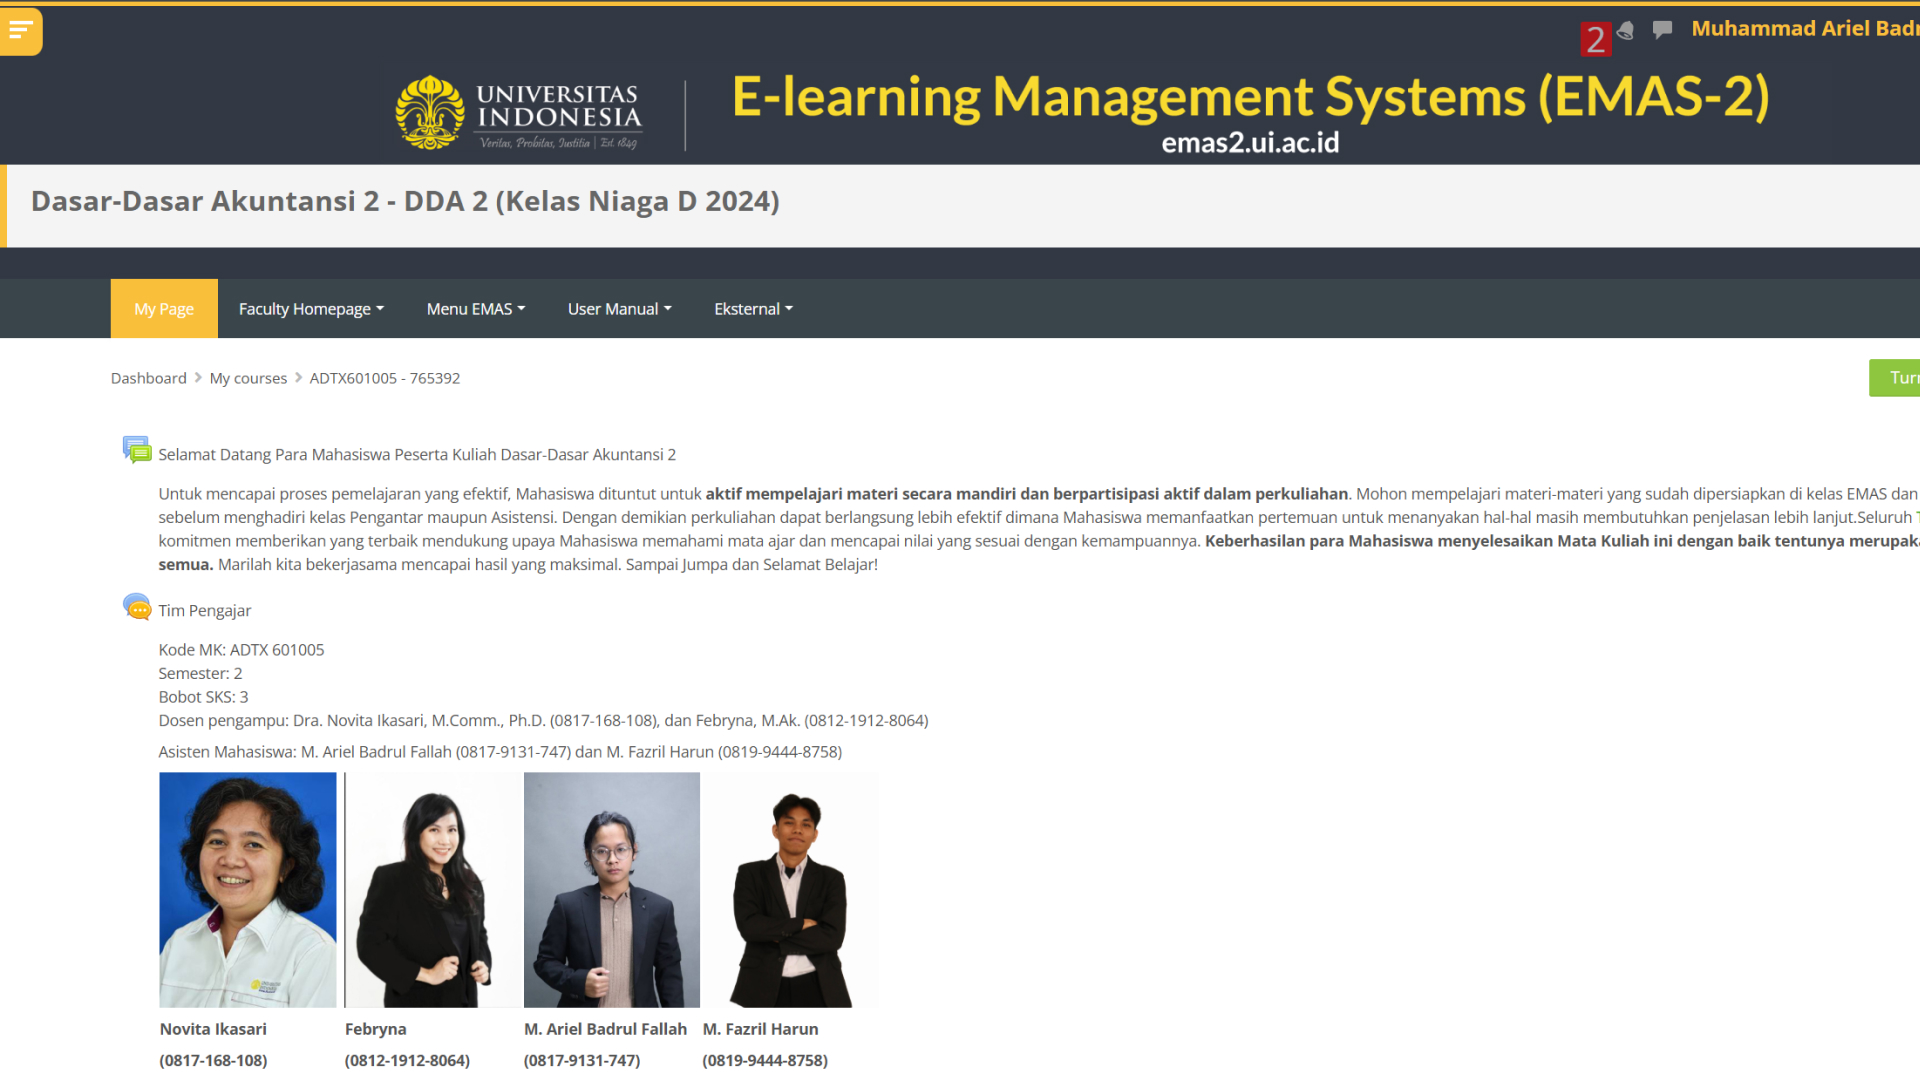 2
Muhammad Ariel Badr
UNIVERSITAS
INDONESIA
Veritas, Probitas, Justitia | Est. 1849
E-learning Management Systems (EMAS-2)
emas2.ui.ac.id
Dasar-Dasar Akuntansi 2 - DDA 2 (Kelas Niaga D 2024)
My Page Faculty Homepage Menu EMAS User Manual Eksternal
Dashboard My courses ADTX601005 - 765392
Turn
Selamat Datang Para Mahasiswa Peserta Kuliah Dasar-Dasar Akuntansi 2
Untuk mencapai proses pemelajaran yang efektif, Mahasiswa dituntut untuk aktif mempelajari materi secara mandiri dan berpartisipasi aktif dalam perkuliahan. Mohon mempelajari materi-materi yang sudah dipersiapkan di kelas EMAS dan
sebelum menghadiri kelas Pengantar maupun Asistensi. Dengan demikian perkuliahan dapat berlangsung lebih efektif dimana Mahasiswa memanfaatkan pertemuan untuk menanyakan hal-hal masih membutuhkan penjelasan lebih lanjut.Seluruh
komitmen memberikan yang terbaik mendukung upaya Mahasiswa memahami mata ajar dan mencapai nilai yang sesuai dengan kemampuannya. Keberhasilan para Mahasiswa menyelesaikan Mata Kuliah ini dengan baik tentunya merupaka
semua. Marilah kita bekerjasama mencapai hasil yang maksimal. Sampai Jumpa dan Selamat Belajar!
Tim Pengajar
Kode MK: ADTX 601005
Semester: 2
Bobot SKS: 3
Dosen pengampu: Dra. Novita Ikasari, M.Comm., Ph.D. (0817-168-108), dan Febryna, M.Ak. (0812-1912-8064)
Asisten Mahasiswa: M. Ariel Badrul Fallah (0817-9131-747) dan M. Fazril Harun (0819-9444-8758)
Novita Ikasari Febryna M. Ariel Badrul Fallah M. Fazril Harun
(0817-168-108) (0812-1912-8064) (0817-9131-747) (0819-9444-8758)